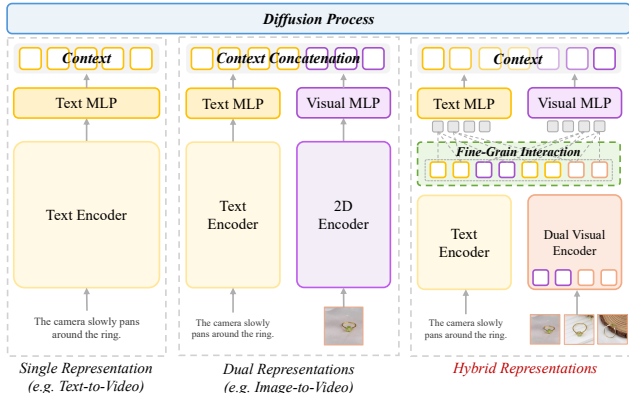 Diffusion Process
Context
Text MLP
Text Encoder
The camera slowly pans
around the ring.
Single Representation
(e.g. Text-to-Video)
Context Concatenation
Text MLP
Visual MLP
Text
Encoder
2D
Encoder
The camera slowly
pans around the ring.
Dual Representations
(e.g. Image-to-Video)
Context
Text MLP
Visual MLP
Fine-Grain Interaction
Text
Encoder
Dual Visual
Encoder
The camera slowly
pans around the ring.
Hybrid Representations